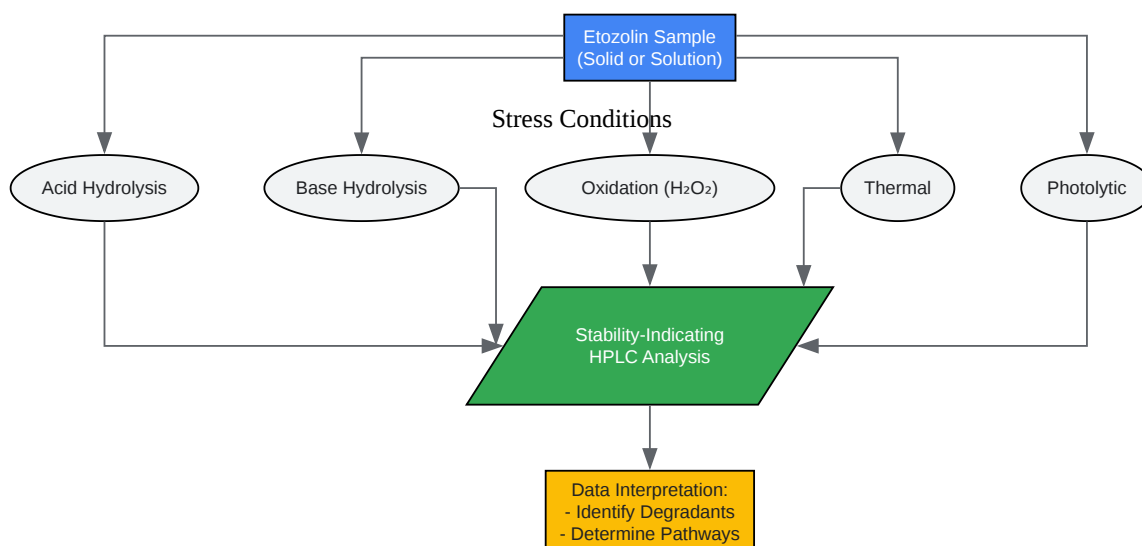 Etozolin Sample
(Solid or Solution)
Stress Conditions
Acid Hydrolysis
Base Hydrolysis
Oxidation (H₂O₂)
Thermal
Photolytic
Stability-Indicating
HPLC Analysis
Data Interpretation:
- Identify Degradants
- Determine Pathways